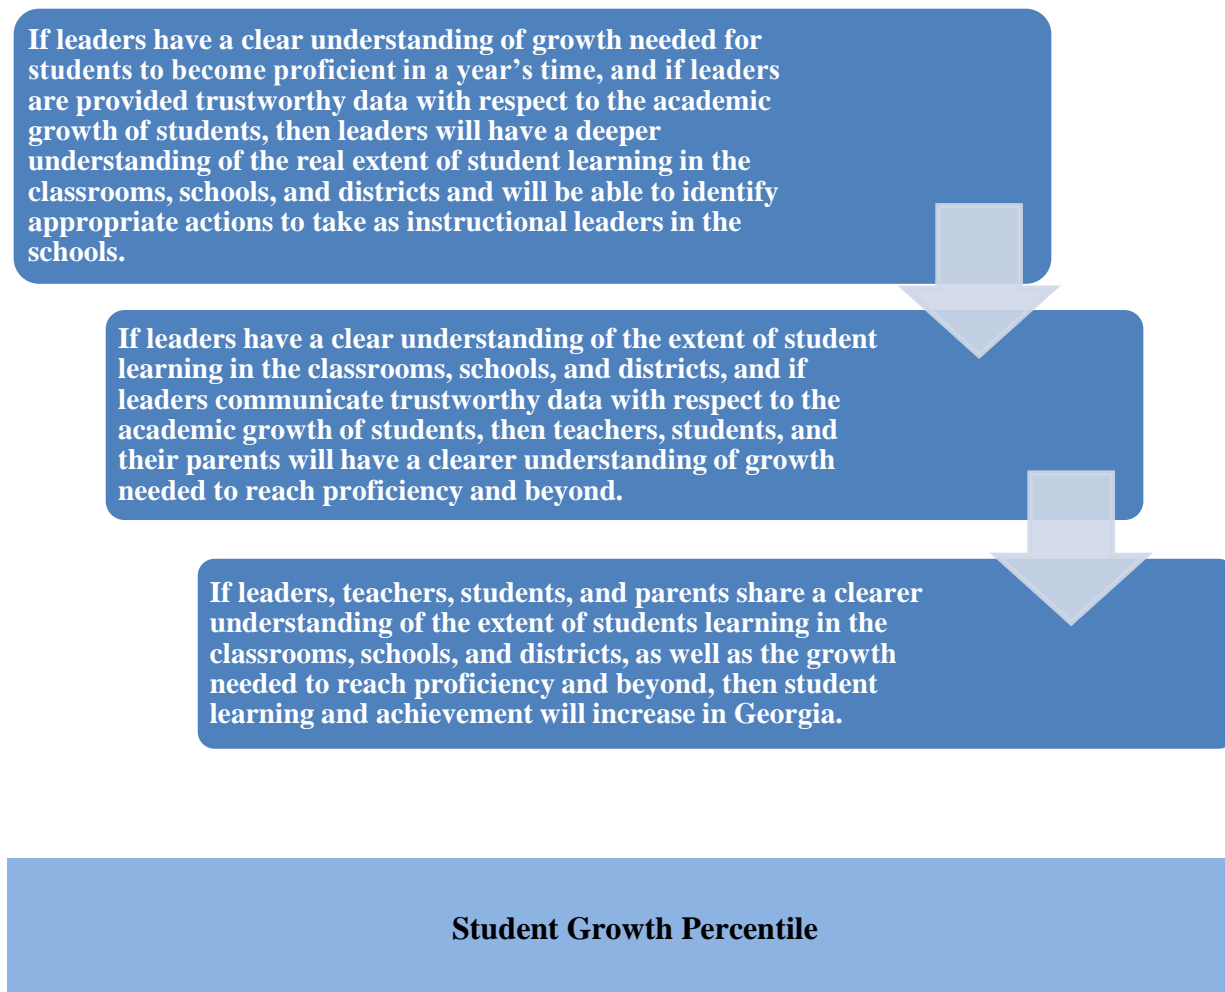 If leaders have a clear understanding of growth needed for
students to become proficient in a year’s time, and if leaders
are provided trustworthy data with respect to the academic
growth of students, then leaders will have a deeper
understanding of the real extent of student learning in the
classrooms, schools, and districts and will be able to identify
appropriate actions to take as instructional leaders in the
schools.
If leaders have a clear understanding of the extent of student
learning in the classrooms, schools, and districts, and if
leaders communicate trustworthy data with respect to the
academic growth of students, then teachers, students, and
their parents will have a clearer understanding of growth
needed to reach proficiency and beyond.
If leaders, teachers, students, and parents share a clearer
understanding of the extent of students learning in the
classrooms, schools, and districts, as well as the growth
needed to reach proficiency and beyond, then student
learning and achievement will increase in Georgia.
Student Growth Percentile